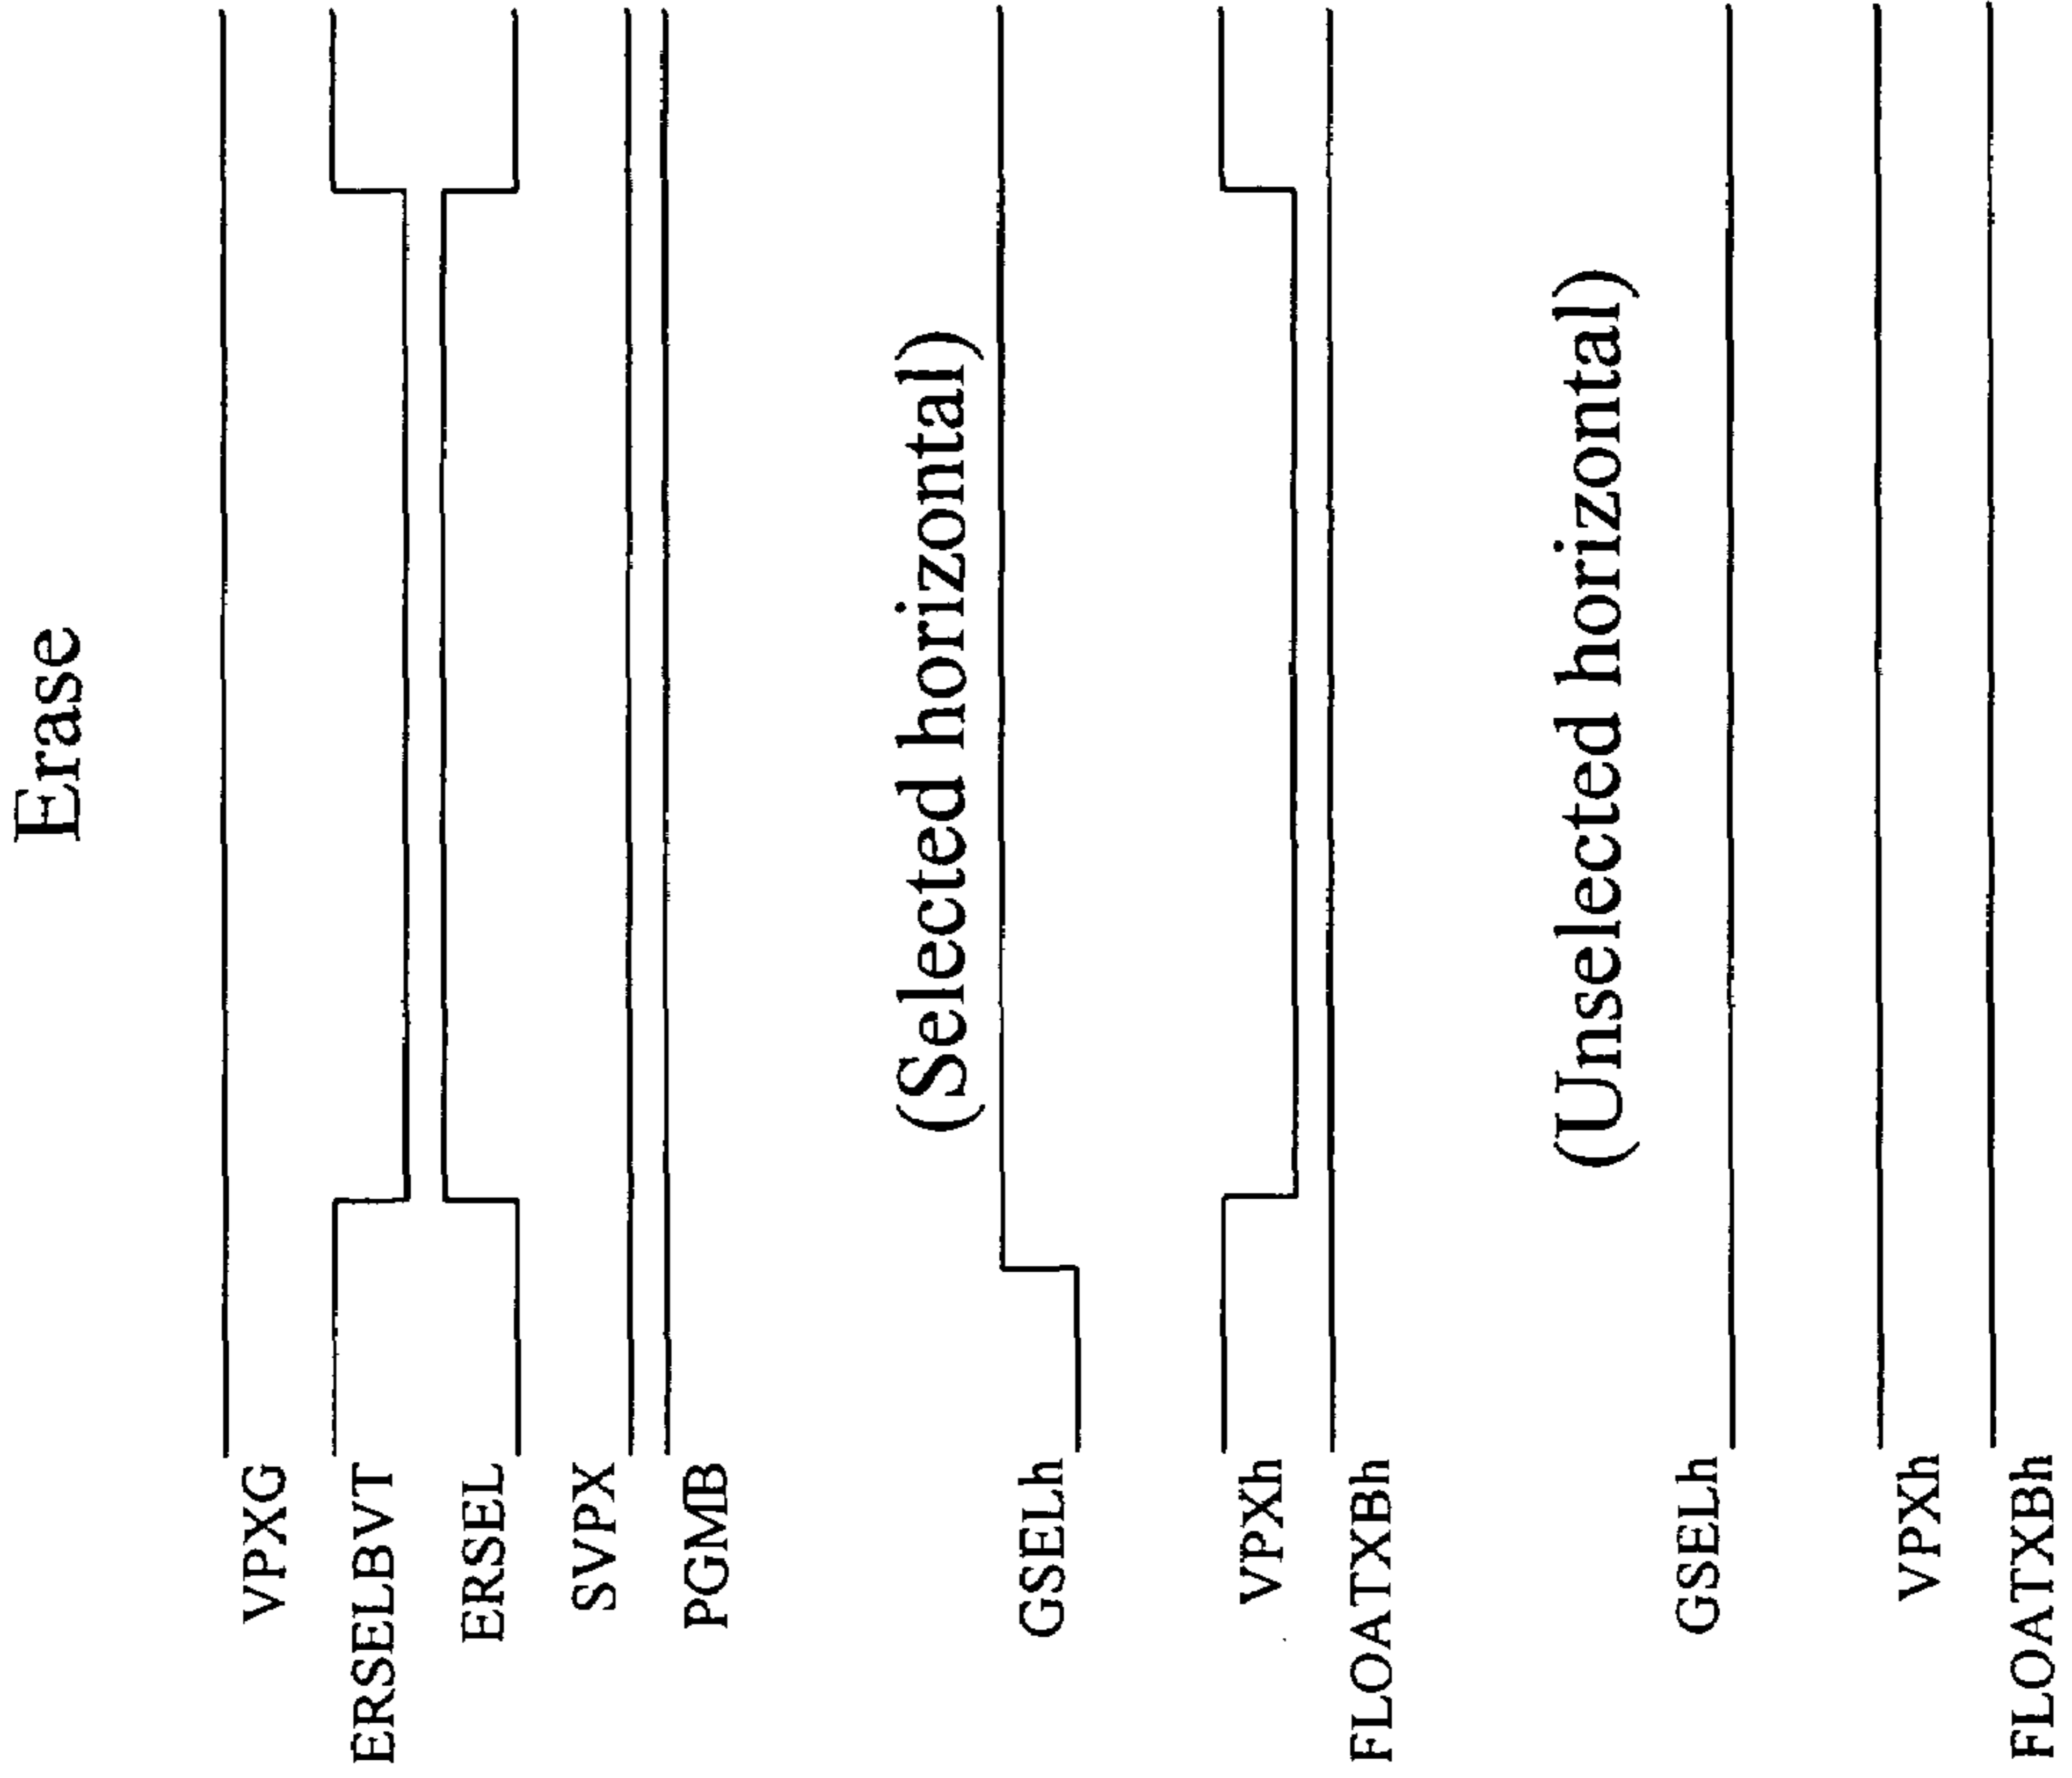 Erase
VPXG
ERSELBVT
ERSEL
SVPX
PGMB
(Selected horizontal)
GSELh
VPXh
FLOATXBh
(Unselected horizontal)
GSELh
VPXh
FLOATXBh